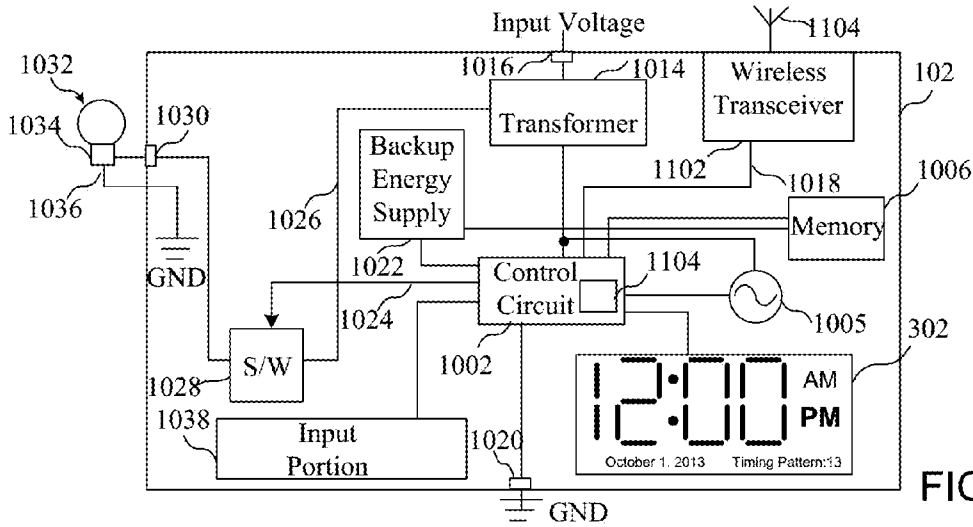 1104
Input Voltage
1016
1014
Wireless
Transceiver
102
1032
1034
1030
Transformer
Backup
Energy
Supply
1102
1018
1006
1036
1026
Memory
GND
1022
1024
Control
Circuit
1104
1005
1002
302
S/W
1028
12:00
AM
PM
1038
Input
Portion
1020
October 1, 2013
Timing Pattern:13
GND
FIG